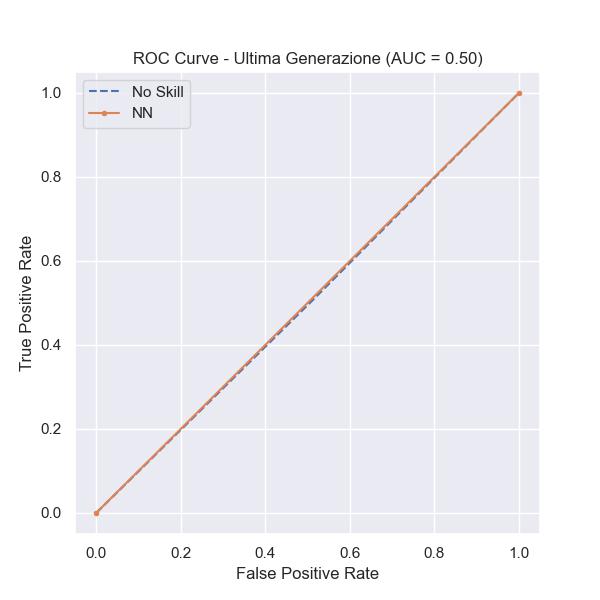 ROC Curve - Ultima Generazione (AUC = 0.50)
No Skill
NN
True Positive Rate
1.0
0.8
0.6
0.4
0.2
0.0
0.0 0.2 0.4 0.6 0.8 1.0
False Positive Rate